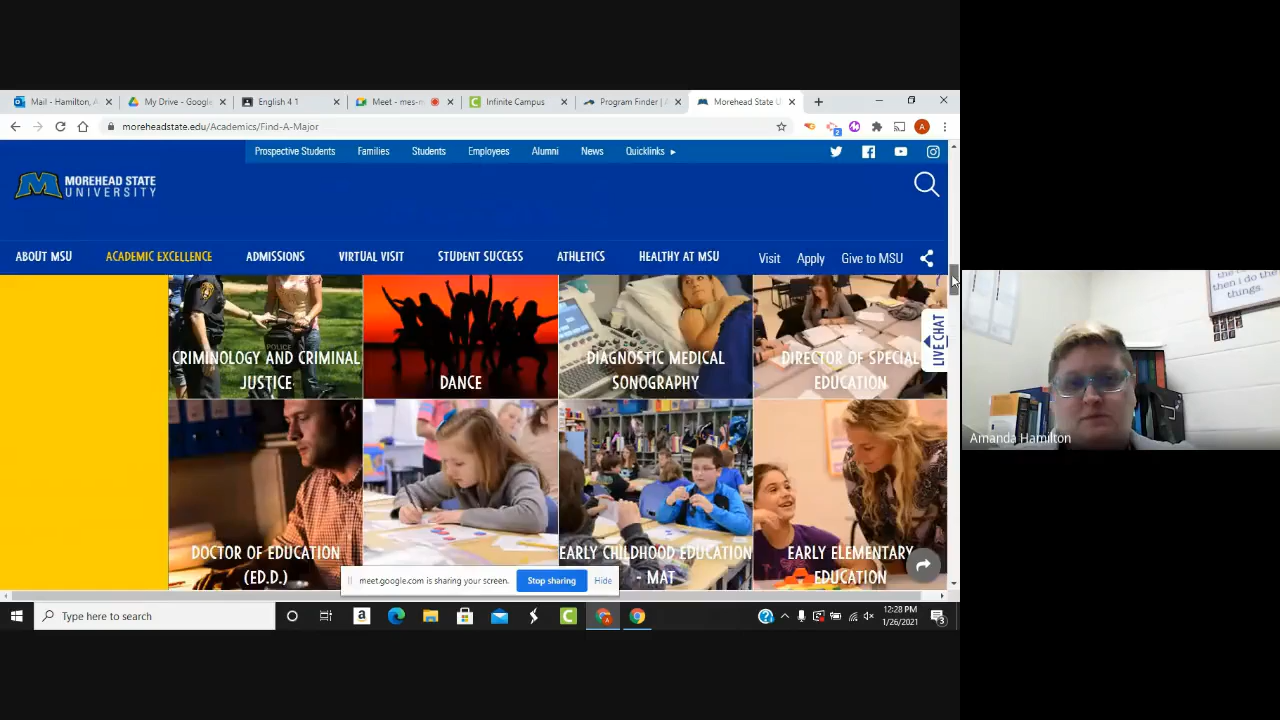 Mail - Hamilton, A
My Drive - Google
English 4 1
Meet - mes-m
Infinite Campus
Program Finder | A
Morehead State U
moreheadstate.edu/Academics/Find-A-Major
Prospective Students
Families
Students
Employees
Alumni
News
Quicklinks
MOREHEAD STATE
UNIVERSITY
ABOUT MSU
ACADEMIC EXCELLENCE
ADMISSIONS
VIRTUAL VISIT
STUDENT SUCCESS
ATHLETICS
HEALTHY AT MSU
Visit
Apply
Give to MSU
LIVE CHAT
POLICE
CRIMINOLOGY AND CRIMINAL
JUSTICE
DANCE
DIAGNOSTIC MEDICAL
SONOGRAPHY
DIRECTOR OF SPECIAL
EDUCATION
DOCTOR OF EDUCATION
(ED.D.)
EARLY CHILDHOOD EDUCATION
- MAT
EARLY ELEMENTARY
EDUCATION
meet.google.com is sharing your screen.
Stop sharing
Hide
Type here to search
12:28 PM
1/26/2021
then I do the
things.
Amanda Hamilton